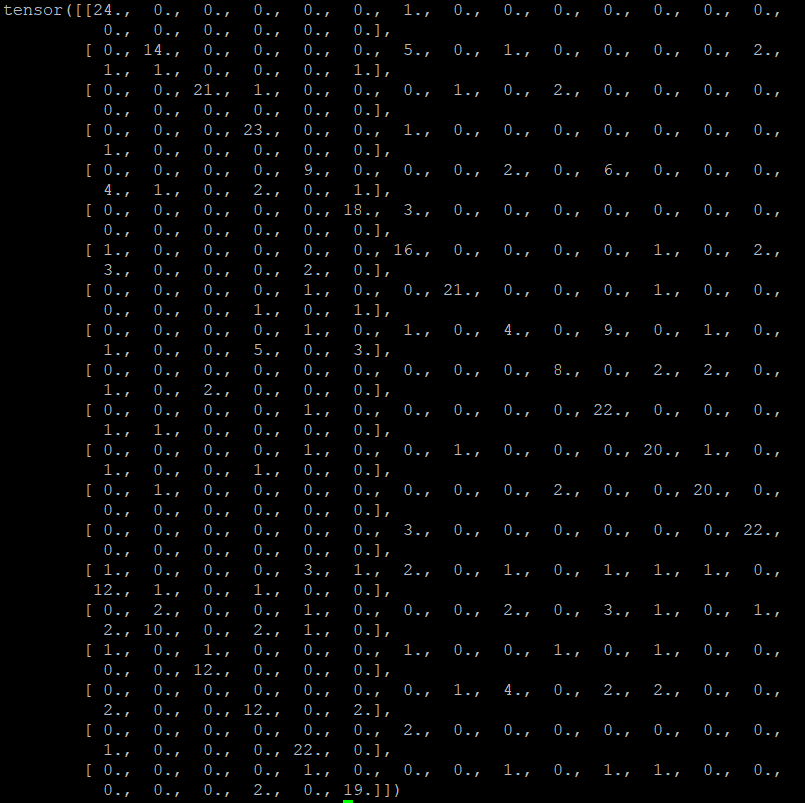 tensor([[24., 0., 0., 0., 0., 0., 1., 0., 0., 0., 0., 0., 0., 0.,
0., 0., 0., 0., 0., 0.],
[ 0., 14., 0., 0., 0., 0., 5., 0., 1., 0., 0., 0., 0., 2.,
1., 1., 0., 0., 0., 1.],
[ 0., 0., 21., 1., 0., 0., 0., 1., 0., 2., 0., 0., 0., 0.,
0., 0., 0., 0., 0., 0.],
[ 0., 0., 0., 23., 0., 0., 1., 0., 0., 0., 0., 0., 0., 0.,
1., 0., 0., 0., 0., 0.],
[ 0., 0., 0., 0., 9., 0., 0., 0., 2., 0., 6., 0., 0., 0.,
4., 1., 0., 2., 0., 1.],
[ 0., 0., 0., 0., 0., 18., 3., 0., 0., 0., 0., 0., 0., 0.,
0., 0., 0., 0., 0., 0.],
[ 1., 0., 0., 0., 0., 0., 16., 0., 0., 0., 0., 1., 0., 2.,
3., 0., 0., 0., 2., 0.],
[ 0., 0., 0., 0., 1., 0., 0., 21., 0., 0., 0., 1., 0., 0.,
0., 0., 0., 1., 0., 1.],
[ 0., 0., 0., 0., 1., 0., 1., 0., 4., 0., 9., 0., 1., 0.,
1., 0., 0., 5., 0., 3.],
[ 0., 0., 0., 0., 0., 0., 0., 0., 0., 8., 0., 2., 2., 0.,
1., 0., 2., 0., 0., 0.],
[ 0., 0., 0., 0., 1., 0., 0., 0., 0., 0., 22., 0., 0., 0.,
1., 1., 0., 0., 0., 0.],
[ 0., 0., 0., 0., 1., 0., 0., 1., 0., 0., 0., 20., 1., 0.,
1., 0., 0., 1., 0., 0.],
[ 0., 1., 0., 0., 0., 0., 0., 0., 0., 2., 0., 0., 20., 0.,
0., 0., 0., 0., 0., 0.],
[ 0., 0., 0., 0., 0., 0., 3., 0., 0., 0., 0., 0., 0., 22.,
0., 0., 0., 0., 0., 0.],
[ 1., 0., 0., 0., 3., 1., 2., 0., 1., 0., 1., 1., 1., 0.,
12., 1., 0., 1., 0., 0.],
[ 0., 2., 0., 0., 1., 0., 0., 0., 2., 0., 3., 1., 0., 1.,
2., 10., 0., 2., 1., 0.],
[ 1., 0., 1., 0., 0., 0., 1., 0., 0., 1., 0., 1., 0., 0.,
0., 0., 12., 0., 0., 0.],
[ 0., 0., 0., 0., 0., 0., 0., 1., 4., 0., 2., 2., 0., 0.,
2., 0., 0., 12., 0., 2.],
[ 0., 0., 0., 0., 0., 0., 2., 0., 0., 0., 0., 0., 0., 0.,
1., 0., 0., 0., 22., 0.],
[ 0., 0., 0., 0., 1., 0., 0., 0., 1., 0., 1., 1., 0., 0.,
0., 0., 0., 2., 0., 19.]])